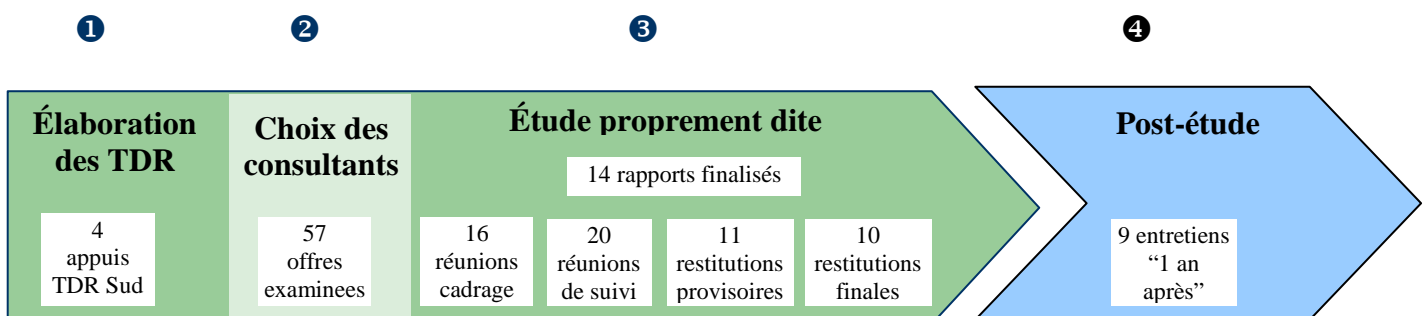 ❶ ❷ ❸ ❹
Élaboration
des TDR
Choix des
consultants
Étude proprement dite
Post-étude
14 rapports finalisés
4
appuis
TDR Sud
57
offres
examinees
16
réunions
cadrage
20
réunions
de suivi
11
restitutions
provisoires
10
restitutions
finales
9 entretiens
“1 an
après”